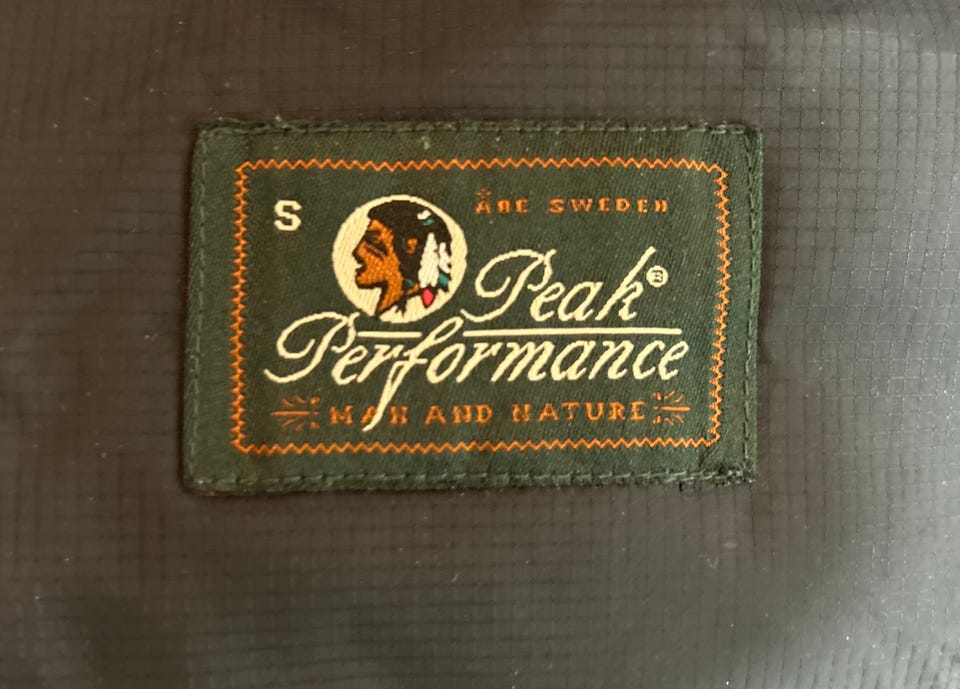 S
ÅRE SWEDEN
Peak®
Performance
MAN AND NATURE